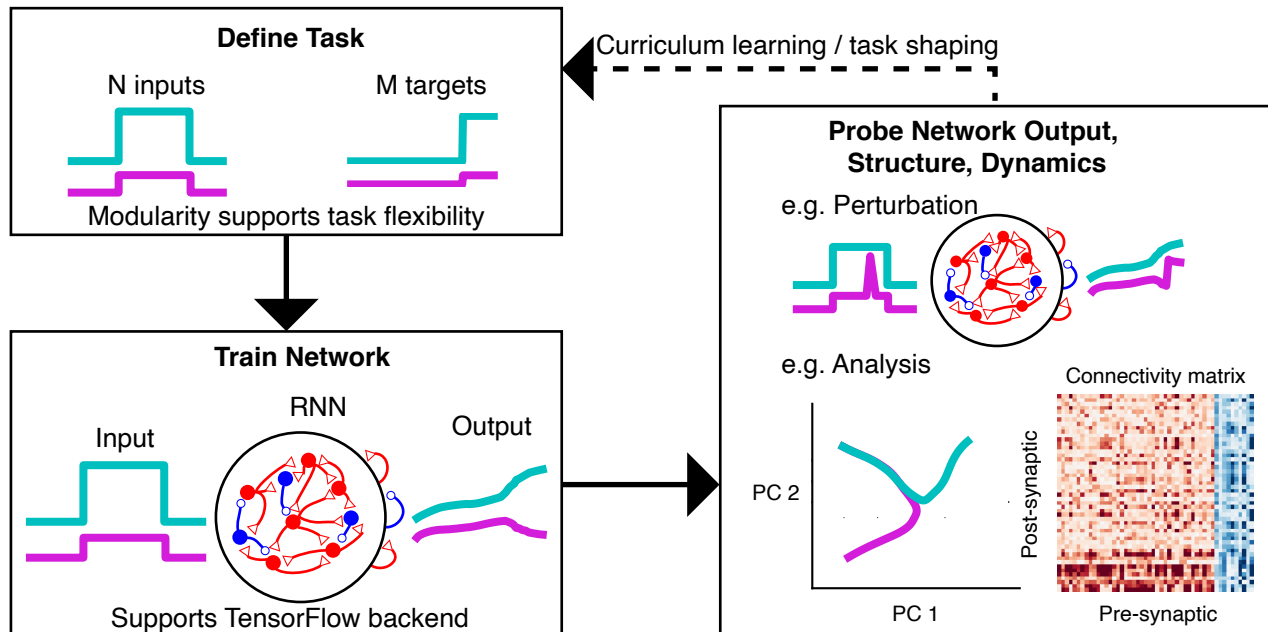 Define Task
N inputs
M targets
Modularity supports task flexibility
Curriculum learning / task shaping
Train Network
RNN
Input
Output
Supports TensorFlow backend
Probe Network Output,
Structure, Dynamics
e.g. Perturbation
e.g. Analysis
PC 2
PC 1
Connectivity matrix
Post-synaptic
Pre-synaptic